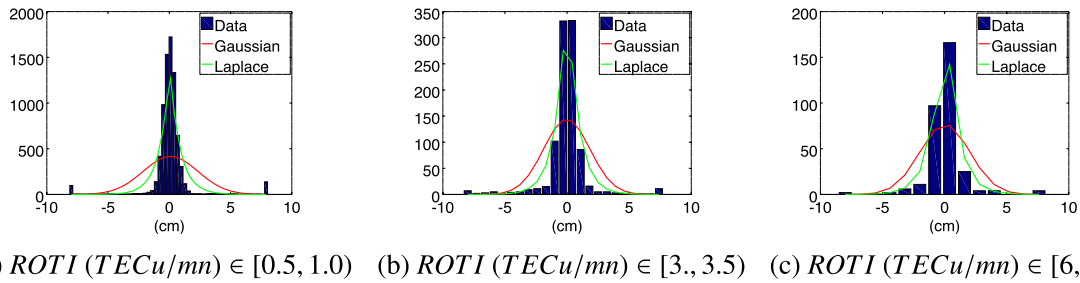 2000
1500
1000
500
0
-10 -5 0 5 10
(cm)
Data
Gaussian
Laplace
350
300
250
200
150
100
50
0
-10 -5 0 5 10
(cm)
Data
Gaussian
Laplace
200
150
100
50
0
-10 -5 0 5 10
(cm)
Data
Gaussian
Laplace
) ROTI (TECu/mn) ∈ [0.5, 1.0) (b) ROTI (TECu/mn) ∈ [3., 3.5) (c) ROTI (TECu/mn) ∈ [6,